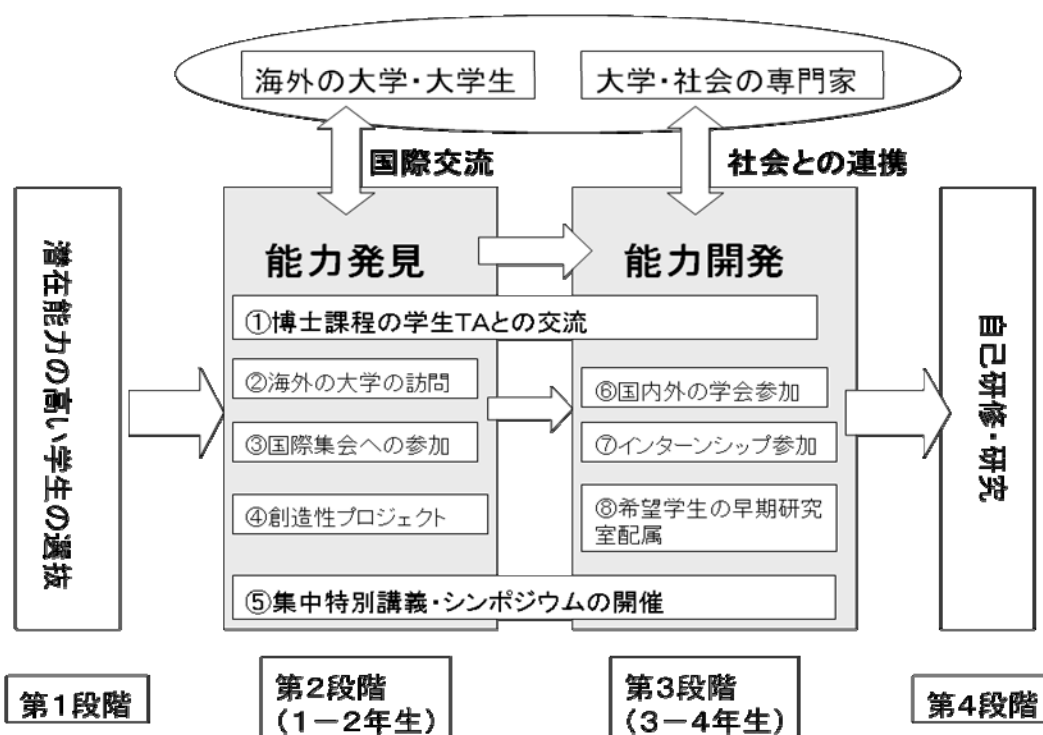 海外の大学・大学生
大学・社会の専門家
国際交流
社会との連携
潜在能力の高い学生の選抜
能力発見
能力開発
①博士課程の学生TAとの交流
②海外の大学の訪問
③国際集会への参加
④創造性プロジェクト
⑥国内外の学会参加
⑦インターンシップ参加
⑧希望学生の早期研究
室配属
⑤集中特別講義・シンポジウムの開催
自己研修・研究
第1段階
第2段階
(1-2年生)
第3段階
(3-4年生)
第4段階